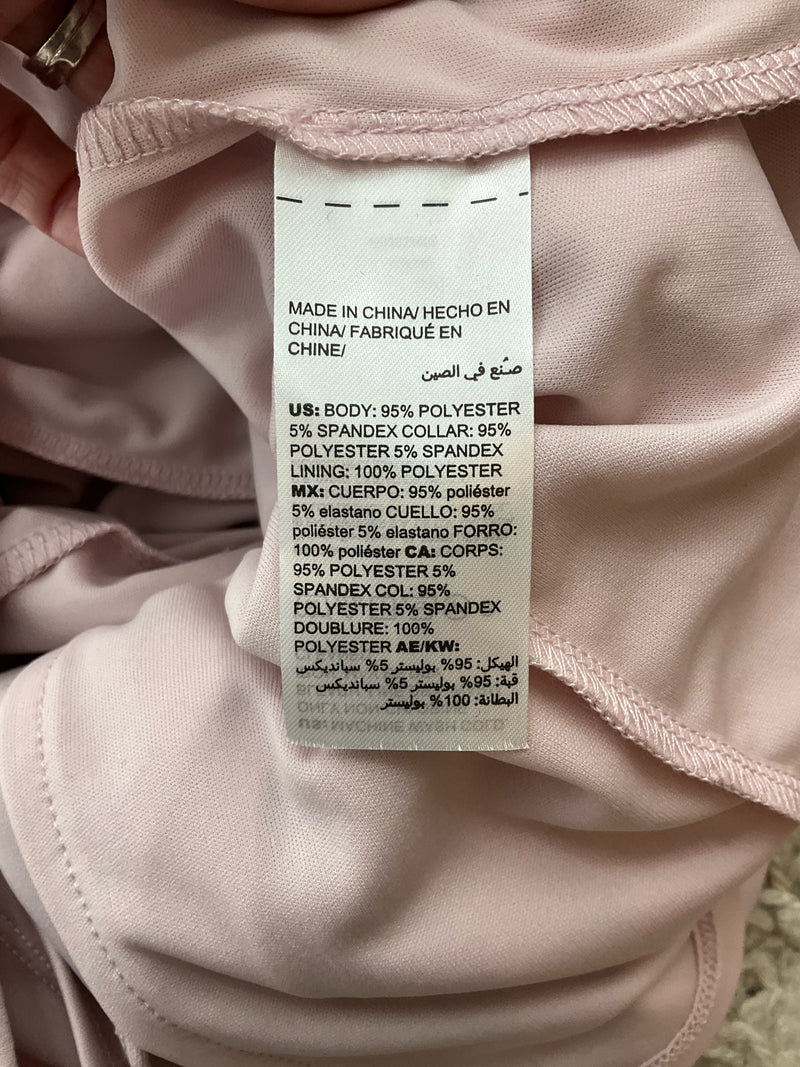 MADE IN CHINA/ HECHO EN
CHINA/ FABRIQUÉ EN
CHINE/
صُنع في الصين
US: BODY: 95% POLYESTER
5% SPANDEX COLLAR: 95%
POLYESTER 5% SPANDEX
LINING: 100% POLYESTER
MX: CUERPO: 95% poliéster
5% elastano CUELLO: 95%
poliéster 5% elastano FORRO:
100% poliéster CA: CORPS:
95% POLYESTER 5%
SPANDEX COL: 95%
POLYESTER 5% SPANDEX
DOUBLURE: 100%
POLYESTER AE/KW:
الهيكل: 95% بوليستر 5% سباندیکس
قبة: 95% بوليستر 5% سباندیکس
البطانة: 100% بوليستر